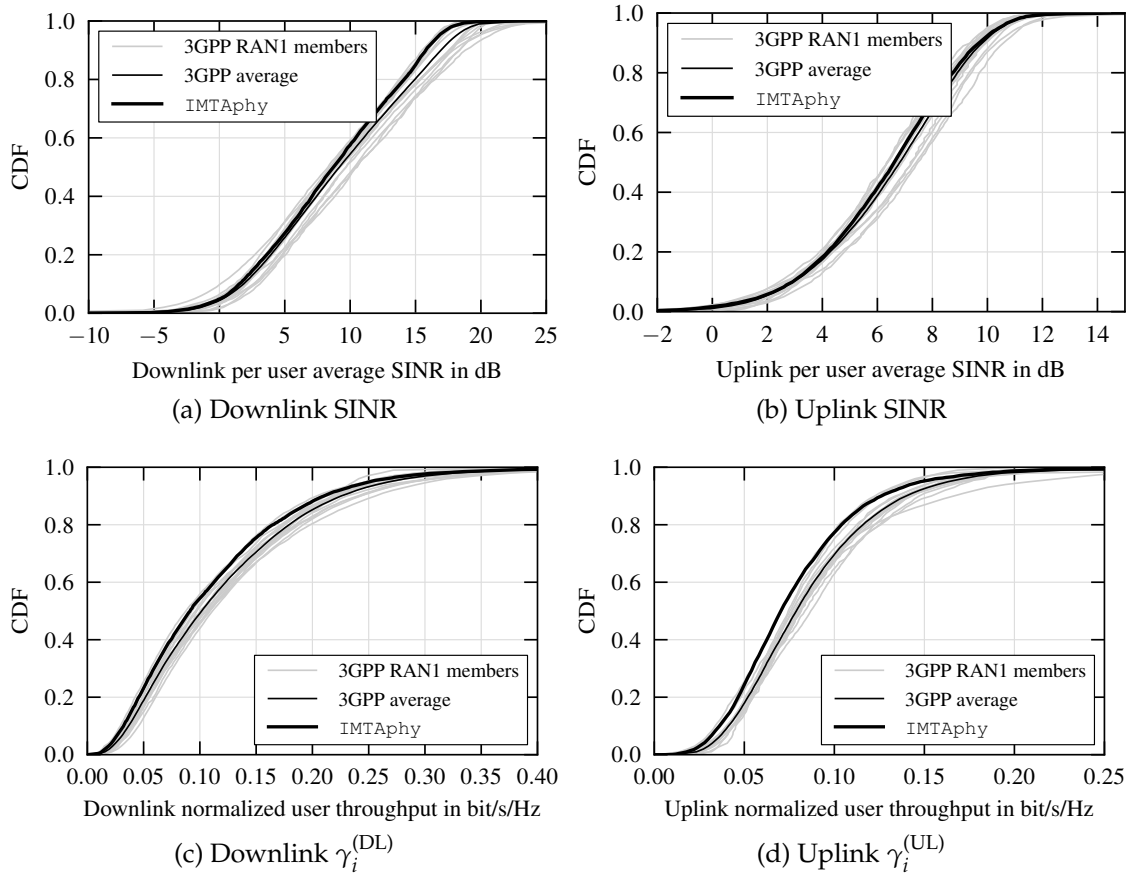 1.0
0.8
0.6
0.4
0.2
0.0
CDF
3GPP RAN1 members
3GPP average
IMTAphy
−10 −5 0 5 10 15 20 25
Downlink per user average SINR in dB
(a) Downlink SINR
1.0
0.8
0.6
0.4
0.2
0.0
CDF
3GPP RAN1 members
3GPP average
IMTAphy
−2 0 2 4 6 8 10 12 14
Uplink per user average SINR in dB
(b) Uplink SINR
1.0
0.8
0.6
0.4
0.2
0.0
CDF
3GPP RAN1 members
3GPP average
IMTAphy
0.00 0.05 0.10 0.15 0.20 0.25 0.30 0.35 0.40
Downlink normalized user throughput in bit/s/Hz
(c) Downlink γᵢ(DL)
1.0
0.8
0.6
0.4
0.2
0.0
CDF
3GPP RAN1 members
3GPP average
IMTAphy
0.00 0.05 0.10 0.15 0.20 0.25
Uplink normalized user throughput in bit/s/Hz
(d) Uplink γᵢ(UL)